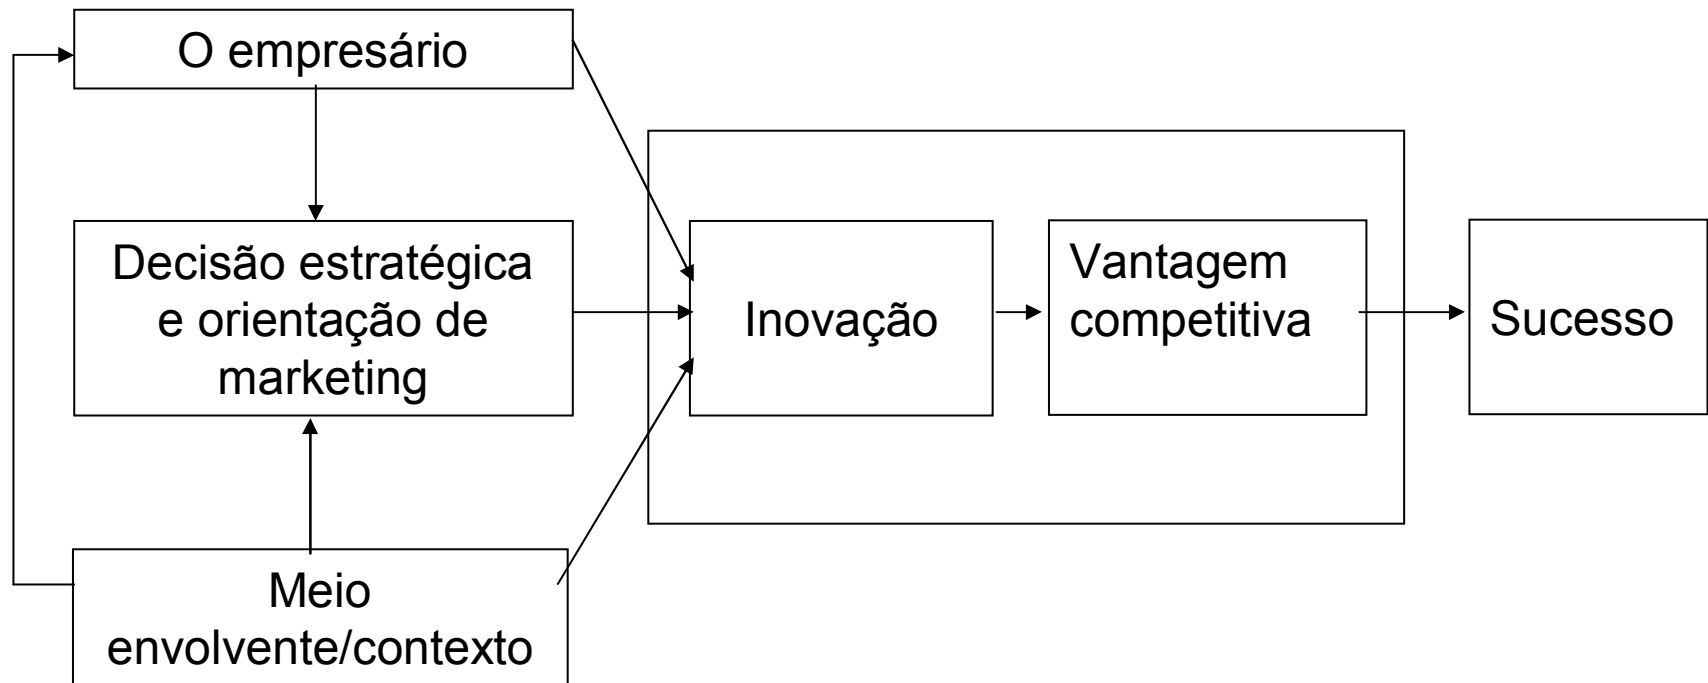 O empresário
Decisão estratégica
e orientação de
marketing
Meio
envolvente/contexto
Inovação
Vantagem
competitiva
Sucesso